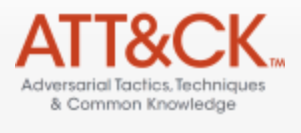 ATT&CK™
Adversarial Tactics, Techniques
& Common Knowledge